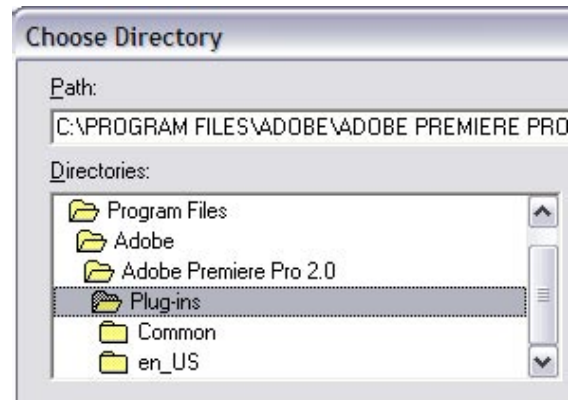 Choose Directory
Path:
C:\PROGRAM FILES\ADOBE\ADOBE PREMIERE PRO
Directories:
Program Files
Adobe
Adobe Premiere Pro 2.0
Plug-ins
Common
en_US